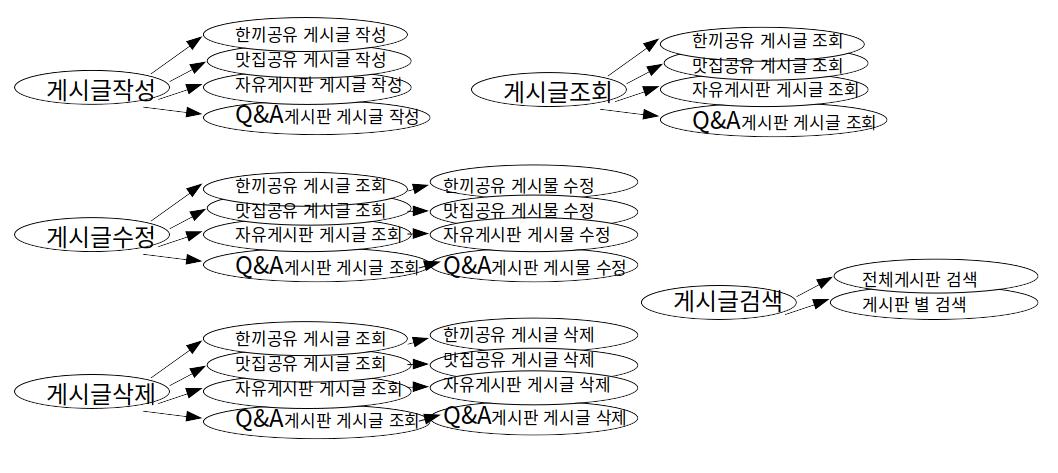 게시글작성
한끼공유 게시글 작성
맛집공유 게시글 작성
자유게시판 게시글 작성
Q&A게시판 게시글 작성
게시글조회
한끼공유 게시글 조회
맛집공유 게시글 조회
자유게시판 게시글 조회
Q&A게시판 게시글 조회
게시글수정
한끼공유 게시글 조회
맛집공유 게시글 조회
자유게시판 게시글 조회
Q&A게시판 게시글 조회
한끼공유 게시물 수정
맛집공유 게시물 수정
자유게시판 게시물 수정
Q&A게시판 게시물 수정
게시글검색
전체게시판 검색
게시판 별 검색
게시글삭제
한끼공유 게시글 조회
맛집공유 게시글 조회
자유게시판 게시글 조회
Q&A게시판 게시글 조회
한끼공유 게시글 삭제
맛집공유 게시글 삭제
자유게시판 게시글 삭제
Q&A게시판 게시글 삭제